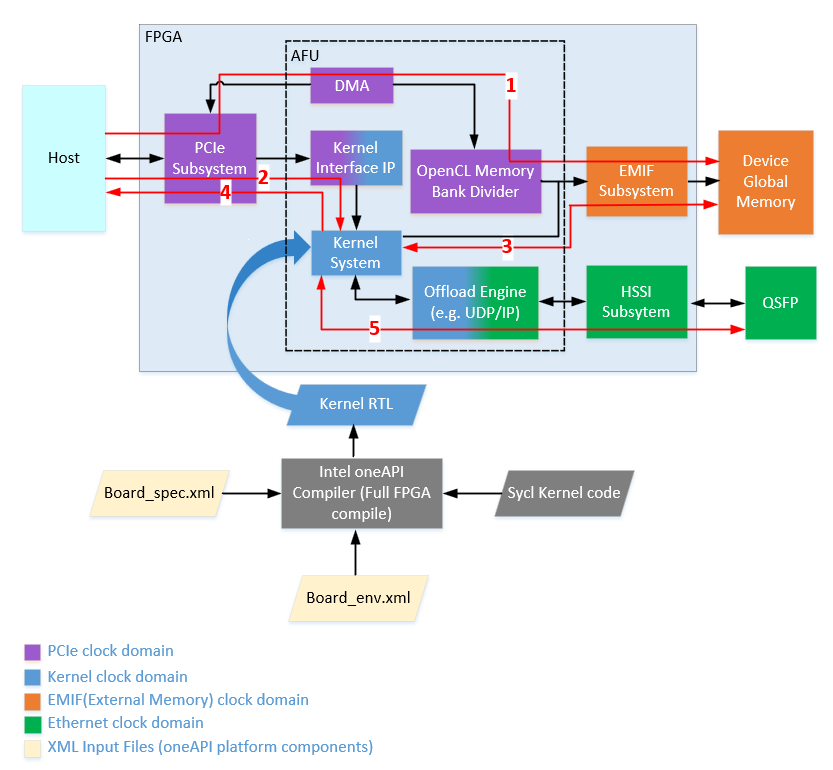 FPGA
AFU
DMA
1
Host
PCIe
Subsystem
Kernel
Interface IP
OpenCL Memory
Bank Divider
EMIF
Subsystem
Device
Global
Memory
2
4
Kernel
System
3
Offload Engine
(e.g. UDP/IP)
HSSI
Subsytem
QSFP
5
Kernel RTL
Intel oneAPI
Compiler (Full FPGA
compile)
Board_spec.xml
Sycl Kernel code
Board_env.xml
PCIe clock domain
Kernel clock domain
EMIF(External Memory) clock domain
Ethernet clock domain
XML Input Files (oneAPI platform components)